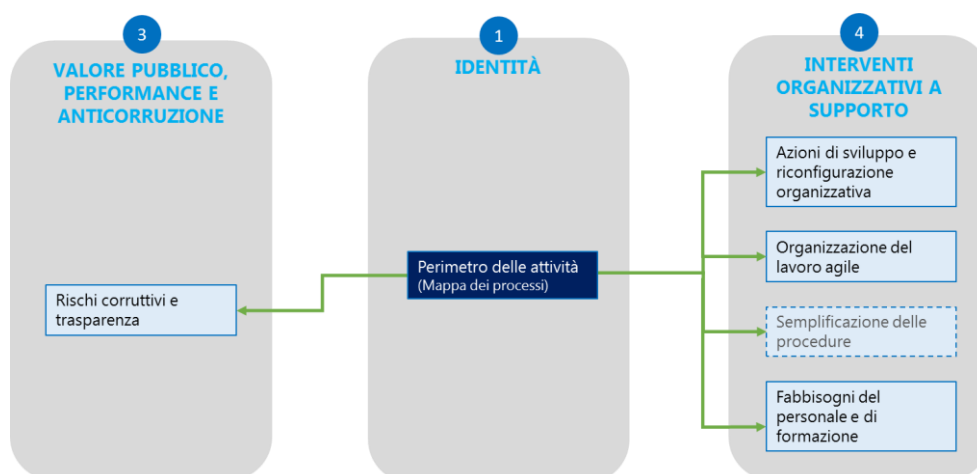 3
VALORE PUBBLICO,
PERFORMANCE E
ANTICORRUZIONE
Rischi corruttivi e
trasparenza
1
IDENTITÀ
Perimetro delle attività
(Mappa dei processi)
4
INTERVENTI
ORGANIZZATIVI A
SUPPORTO
Azioni di sviluppo e
riconfigurazione
organizzativa
Organizzazione del
lavoro agile
Semplificazione delle
procedure
Fabbisogni del
personale e di
formazione